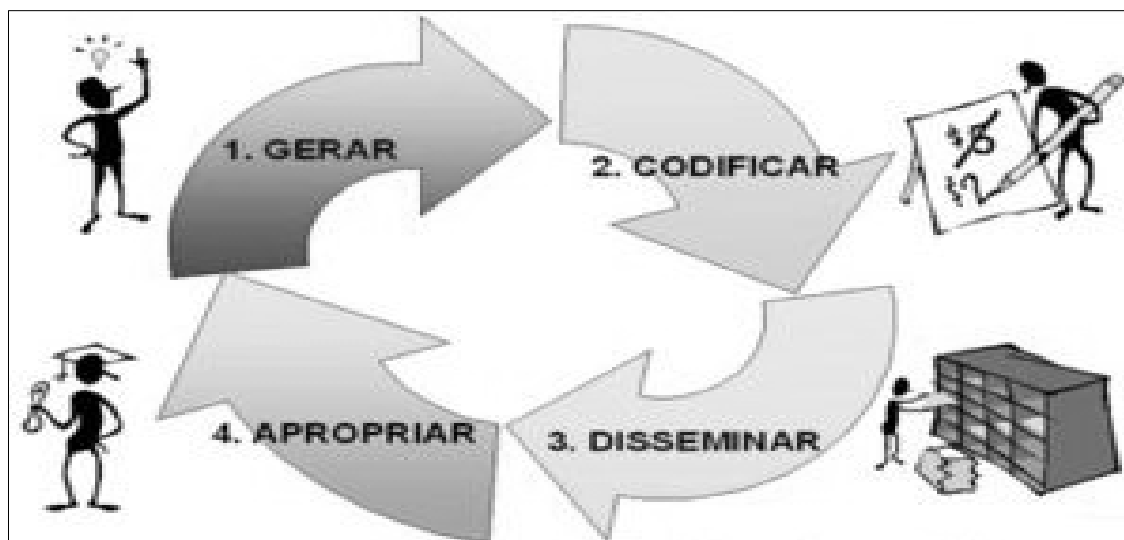 1. GERAR
2. CODIFICAR
3. DISSEMINAR
4. APROPRIAR